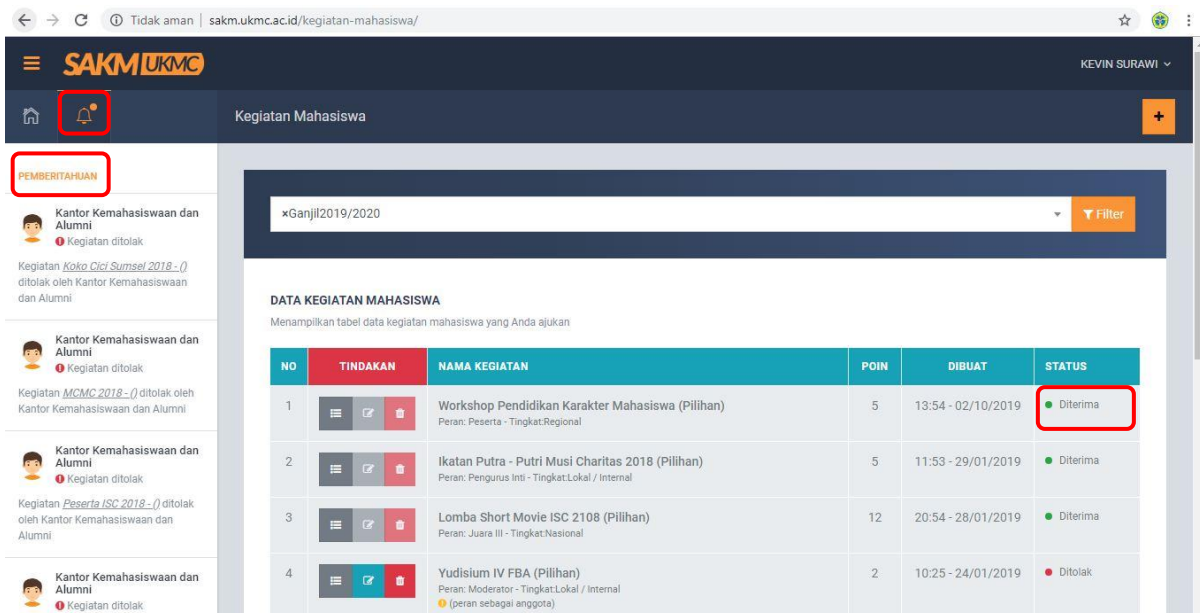 Tidak aman | sakm.ukmc.ac.id/kegiatan-mahasiswa/
SAKM UKMC
KEVIN SURAWI
Kegiatan Mahasiswa
+
PEMBERITAHUAN
Kantor Kemahasiswaan dan
Alumni
Kegiatan ditolak
Kegiatan Koko Cici Sumsel 2018 - ()
ditolak oleh Kantor Kemahasiswaan
dan Alumni
Kantor Kemahasiswaan dan
Alumni
Kegiatan ditolak
Kegiatan MCMC 2018 - () ditolak oleh
Kantor Kemahasiswaan dan Alumni
Kantor Kemahasiswaan dan
Alumni
Kegiatan ditolak
Kegiatan Peserta ISC 2018 - () ditolak
oleh Kantor Kemahasiswaan dan
Alumni
Kantor Kemahasiswaan dan
Alumni
Kegiatan ditolak
×Ganjil2019/2020
Filter
DATA KEGIATAN MAHASISWA
Menampilkan tabel data kegiatan mahasiswa yang Anda ajukan
NO TINDAKAN NAMA KEGIATAN POIN DIBUAT STATUS
1 Workshop Pendidikan Karakter Mahasiswa (Pilihan) 5 13:54 - 02/10/2019 Diterima
Peran: Peserta - Tingkat:Regional
2 Ikatan Putra - Putri Musi Charitas 2018 (Pilihan) 5 11:53 - 29/01/2019 Diterima
Peran: Pengurus Inti - Tingkat:Lokal / Internal
3 Lomba Short Movie ISC 2108 (Pilihan) 12 20:54 - 28/01/2019 Diterima
Peran: Juara III - Tingkat:Nasional
4 Yudisium IV FBA (Pilihan) 2 10:25 - 24/01/2019 Ditolak
Peran: Moderator - Tingkat:Lokal / Internal
(peran sebagai anggota)